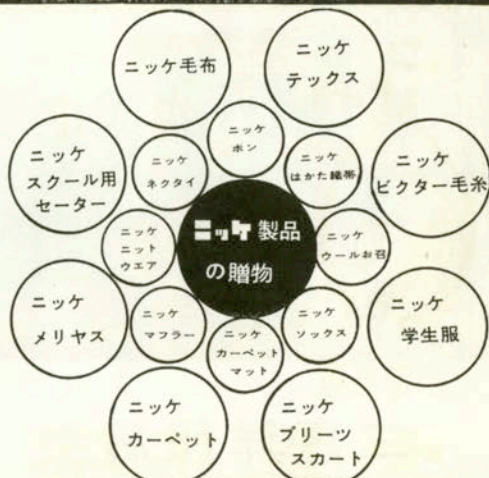 ニッケ毛布
ニッケ
テックス
ニッケ
ポン
ニッケ
ネクタイ
ニッケ
はかた織帯
ニッケ
スクール用
セーター
ニッケ
ビクター毛糸
ニッケ
ニット
ウエア
ニッケ製品
の贈物
ニッケ
ウールお召
ニッケ
メリヤス
ニッケ
マフラー
ニッケ
カーペット
マット
ニッケ
ソックス
ニッケ
学生服
ニッケ
カーペット
ニッケ
プリーツ
スカート